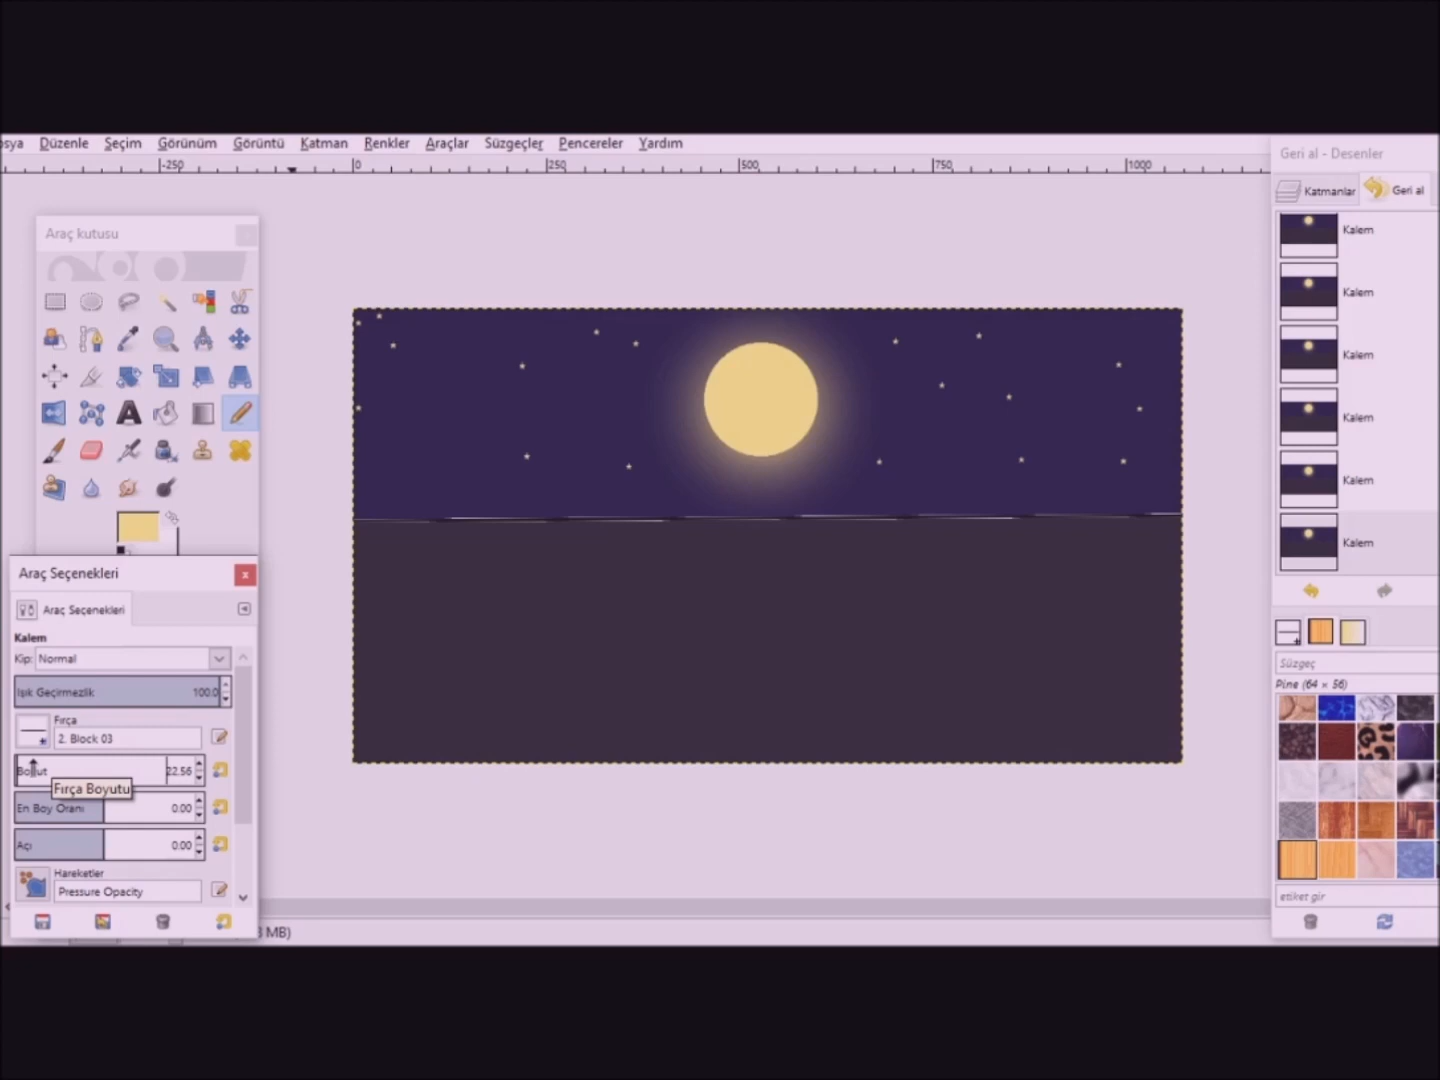 osya Düzenle Seçim Görünüm Görüntü Katman Renkler Araçlar Süzgeçler Pencereler Yardım
-250 0 250 500 750 1000
Geri al - Desenler
Katmanlar Geri al
Araç kutusu
Kalem
Kalem
Kalem
Kalem
Kalem
Kalem
Araç Seçenekleri
x
Araç Seçenekleri
Kalem
Kip: Normal
Işık Geçirmezlik 100.0
Fırça
2. Block 03
Boyut 22.56
Fırça Boyutu
En Boy Oranı 0.00
Açı 0.00
Hareketler
Pressure Opacity
MB)
Süzgeç
Pine (64 × 56)
etiket gir